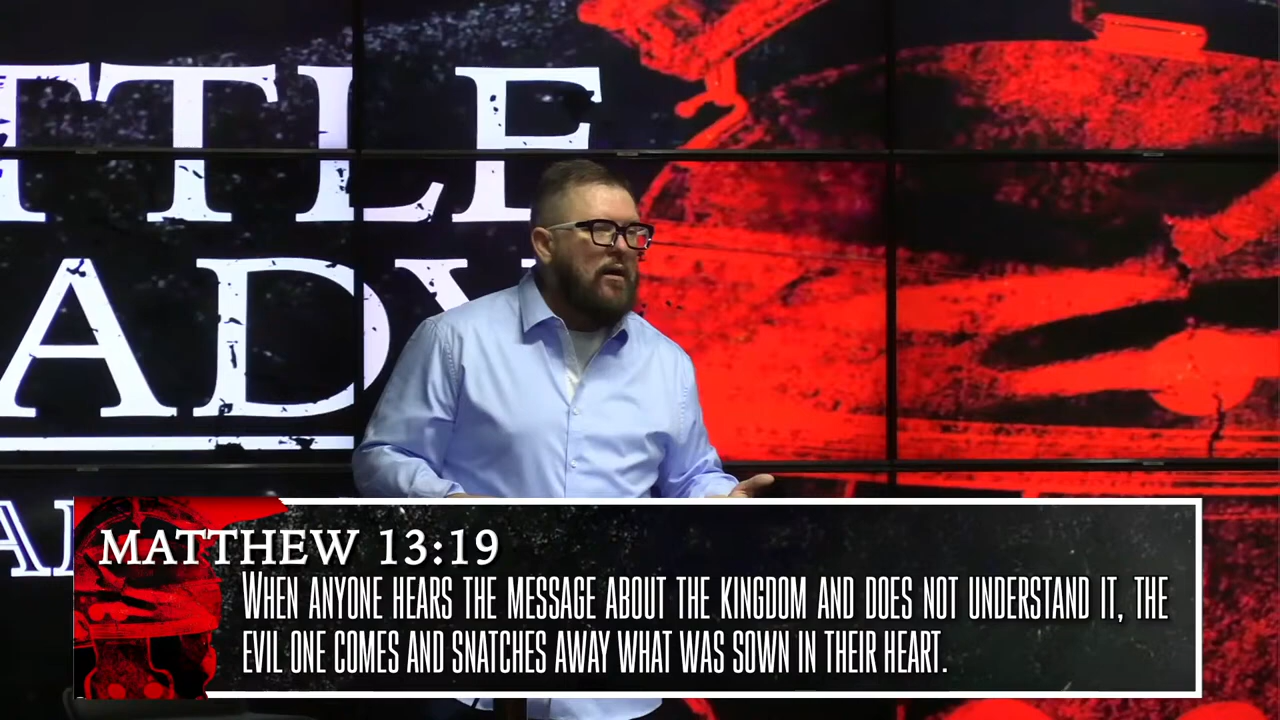 TTLE
ADY
MATTHEW 13:19
WHEN ANYONE HEARS THE MESSAGE ABOUT THE KINGDOM AND DOES NOT UNDERSTAND IT, THE
EVIL ONE COMES AND SNATCHES AWAY WHAT WAS SOWN IN THEIR HEART.